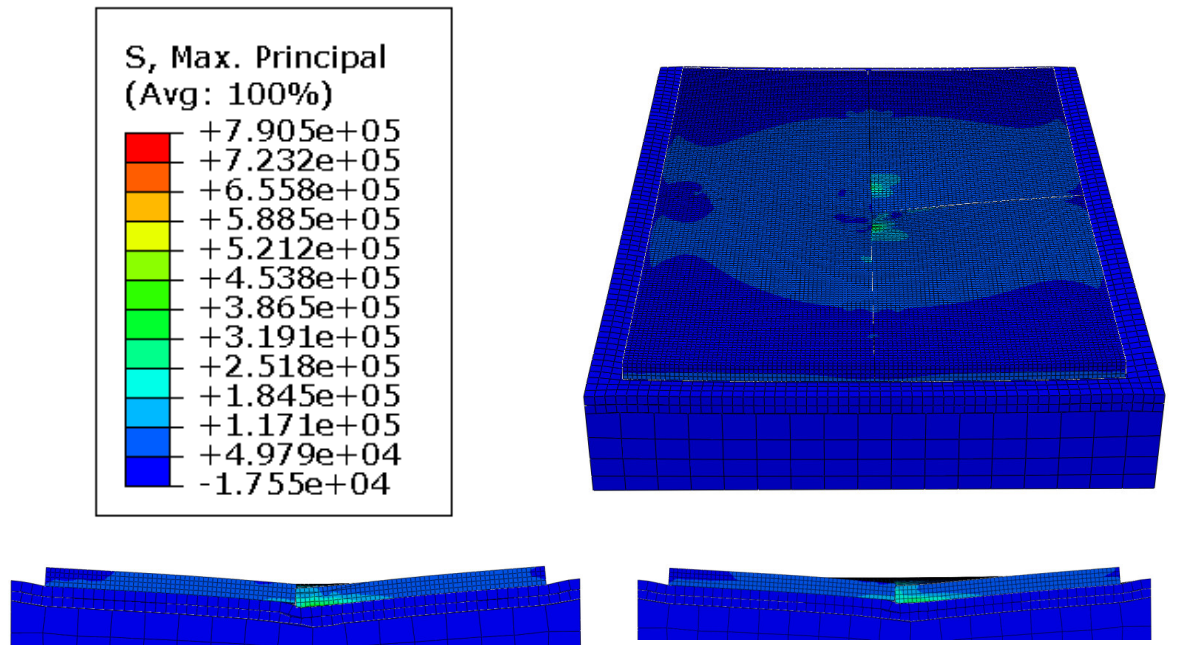 S, Max. Principal
(Avg: 100%)
+7.905e+05
+7.232e+05
+6.558e+05
+5.885e+05
+5.212e+05
+4.538e+05
+3.865e+05
+3.191e+05
+2.518e+05
+1.845e+05
+1.171e+05
+4.979e+04
-1.755e+04